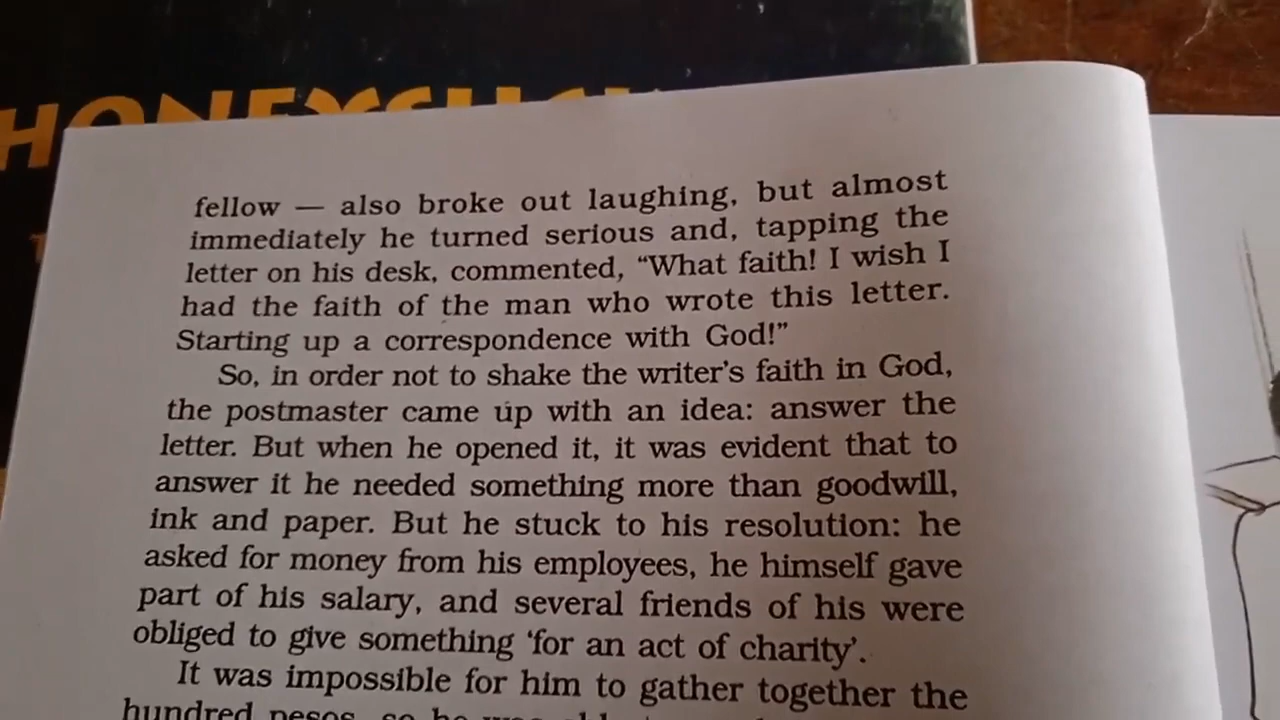 HONEYSUCK
fellow — also broke out laughing, but almost
immediately he turned serious and, tapping the
letter on his desk, commented, “What faith! I wish I
had the faith of the man who wrote this letter.
Starting up a correspondence with God!”
So, in order not to shake the writer’s faith in God,
the postmaster came up with an idea: answer the
letter. But when he opened it, it was evident that to
answer it he needed something more than goodwill,
ink and paper. But he stuck to his resolution: he
asked for money from his employees, he himself gave
part of his salary, and several friends of his were
obliged to give something ‘for an act of charity’.
It was impossible for him to gather together the
hundred pesos, so he was